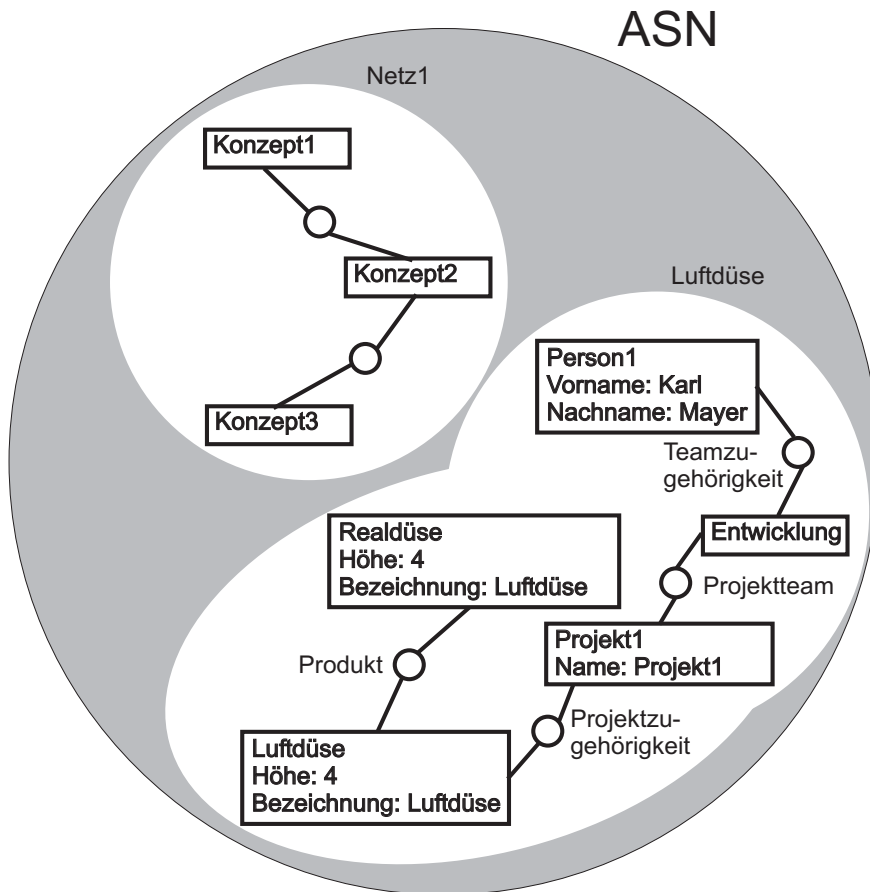 ASN
Netz1
Konzept1
Konzept2
Konzept3
Luftdüse
Person1
Vorname: Karl
Nachname: Mayer
Teamzu-
gehörigkeit
Entwicklung
Projektteam
Realdüse
Höhe: 4
Bezeichnung: Luftdüse
Projekt1
Name: Projekt1
Produkt
Projektzu-
gehörigkeit
Luftdüse
Höhe: 4
Bezeichnung: Luftdüse